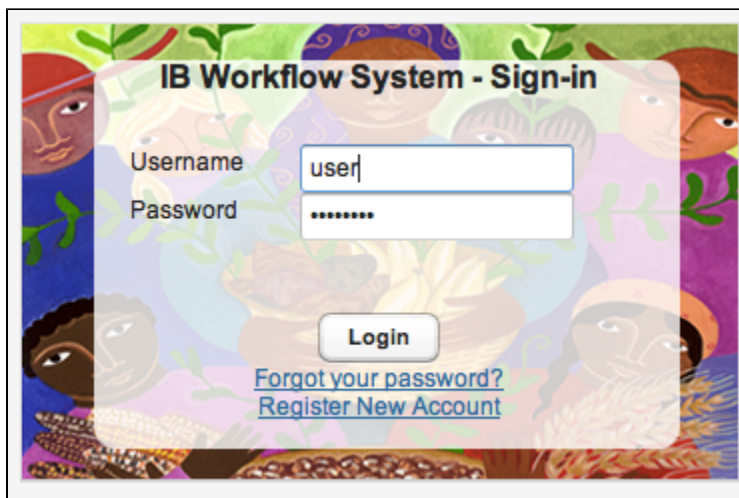 IB Workflow System - Sign-in
Username
user
Password
••••••••
Login
Forgot your password?
Register New Account